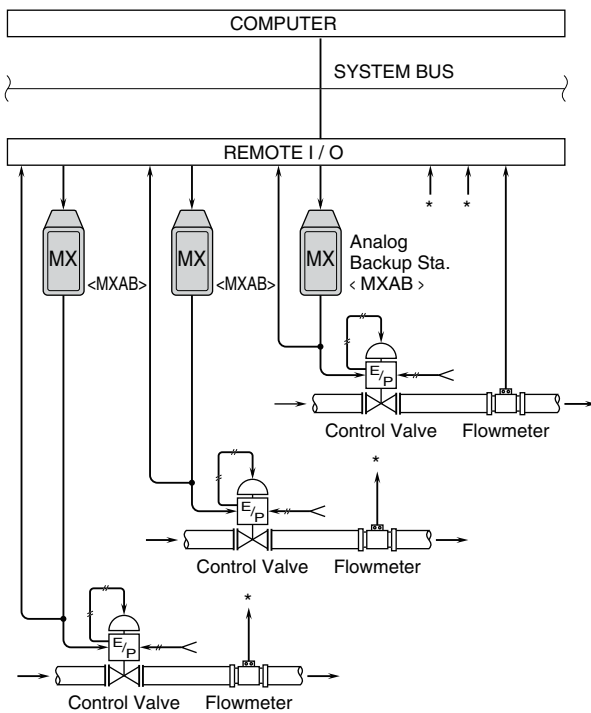 COMPUTER
SYSTEM BUS
REMOTE I / O
* *
MX
<MXAB>
MX
<MXAB>
MX
Analog
Backup Sta.
< MXAB >
E/P
Control Valve Flowmeter
*
E/P
Control Valve Flowmeter
*
E/P
Control Valve Flowmeter